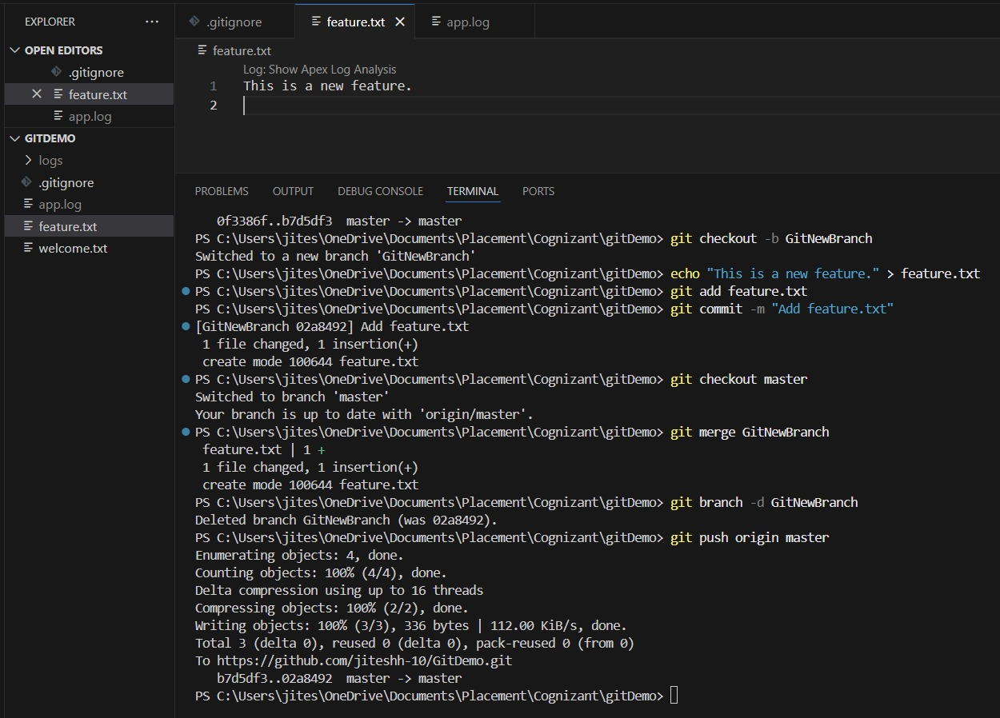 EXPLORER
OPEN EDITORS
.gitignore
feature.txt
app.log
GITDEMO
logs
.gitignore
app.log
feature.txt
welcome.txt
.gitignore
feature.txt
app.log
feature.txt
Log: Show Apex Log Analysis
1 This is a new feature.
2
PROBLEMS OUTPUT DEBUG CONSOLE TERMINAL PORTS
0f3386f..b7d5df3  master -> master
PS C:\Users\jites\OneDrive\Documents\Placement\Cognizant\gitDemo> git checkout -b GitNewBranch
Switched to a new branch 'GitNewBranch'
PS C:\Users\jites\OneDrive\Documents\Placement\Cognizant\gitDemo> echo "This is a new feature." > feature.txt
PS C:\Users\jites\OneDrive\Documents\Placement\Cognizant\gitDemo> git add feature.txt
PS C:\Users\jites\OneDrive\Documents\Placement\Cognizant\gitDemo> git commit -m "Add feature.txt"
[GitNewBranch 02a8492] Add feature.txt
1 file changed, 1 insertion(+)
create mode 100644 feature.txt
PS C:\Users\jites\OneDrive\Documents\Placement\Cognizant\gitDemo> git checkout master
Switched to branch 'master'
Your branch is up to date with 'origin/master'.
PS C:\Users\jites\OneDrive\Documents\Placement\Cognizant\gitDemo> git merge GitNewBranch
feature.txt | 1 +
1 file changed, 1 insertion(+)
create mode 100644 feature.txt
PS C:\Users\jites\OneDrive\Documents\Placement\Cognizant\gitDemo> git branch -d GitNewBranch
Deleted branch GitNewBranch (was 02a8492).
PS C:\Users\jites\OneDrive\Documents\Placement\Cognizant\gitDemo> git push origin master
Enumerating objects: 4, done.
Counting objects: 100% (4/4), done.
Delta compression using up to 16 threads
Compressing objects: 100% (2/2), done.
Writing objects: 100% (3/3), 336 bytes | 112.00 KiB/s, done.
Total 3 (delta 0), reused 0 (delta 0), pack-reused 0 (from 0)
To https://github.com/jiteshh-10/GitDemo.git
b7d5df3..02a8492  master -> master
PS C:\Users\jites\OneDrive\Documents\Placement\Cognizant\gitDemo>